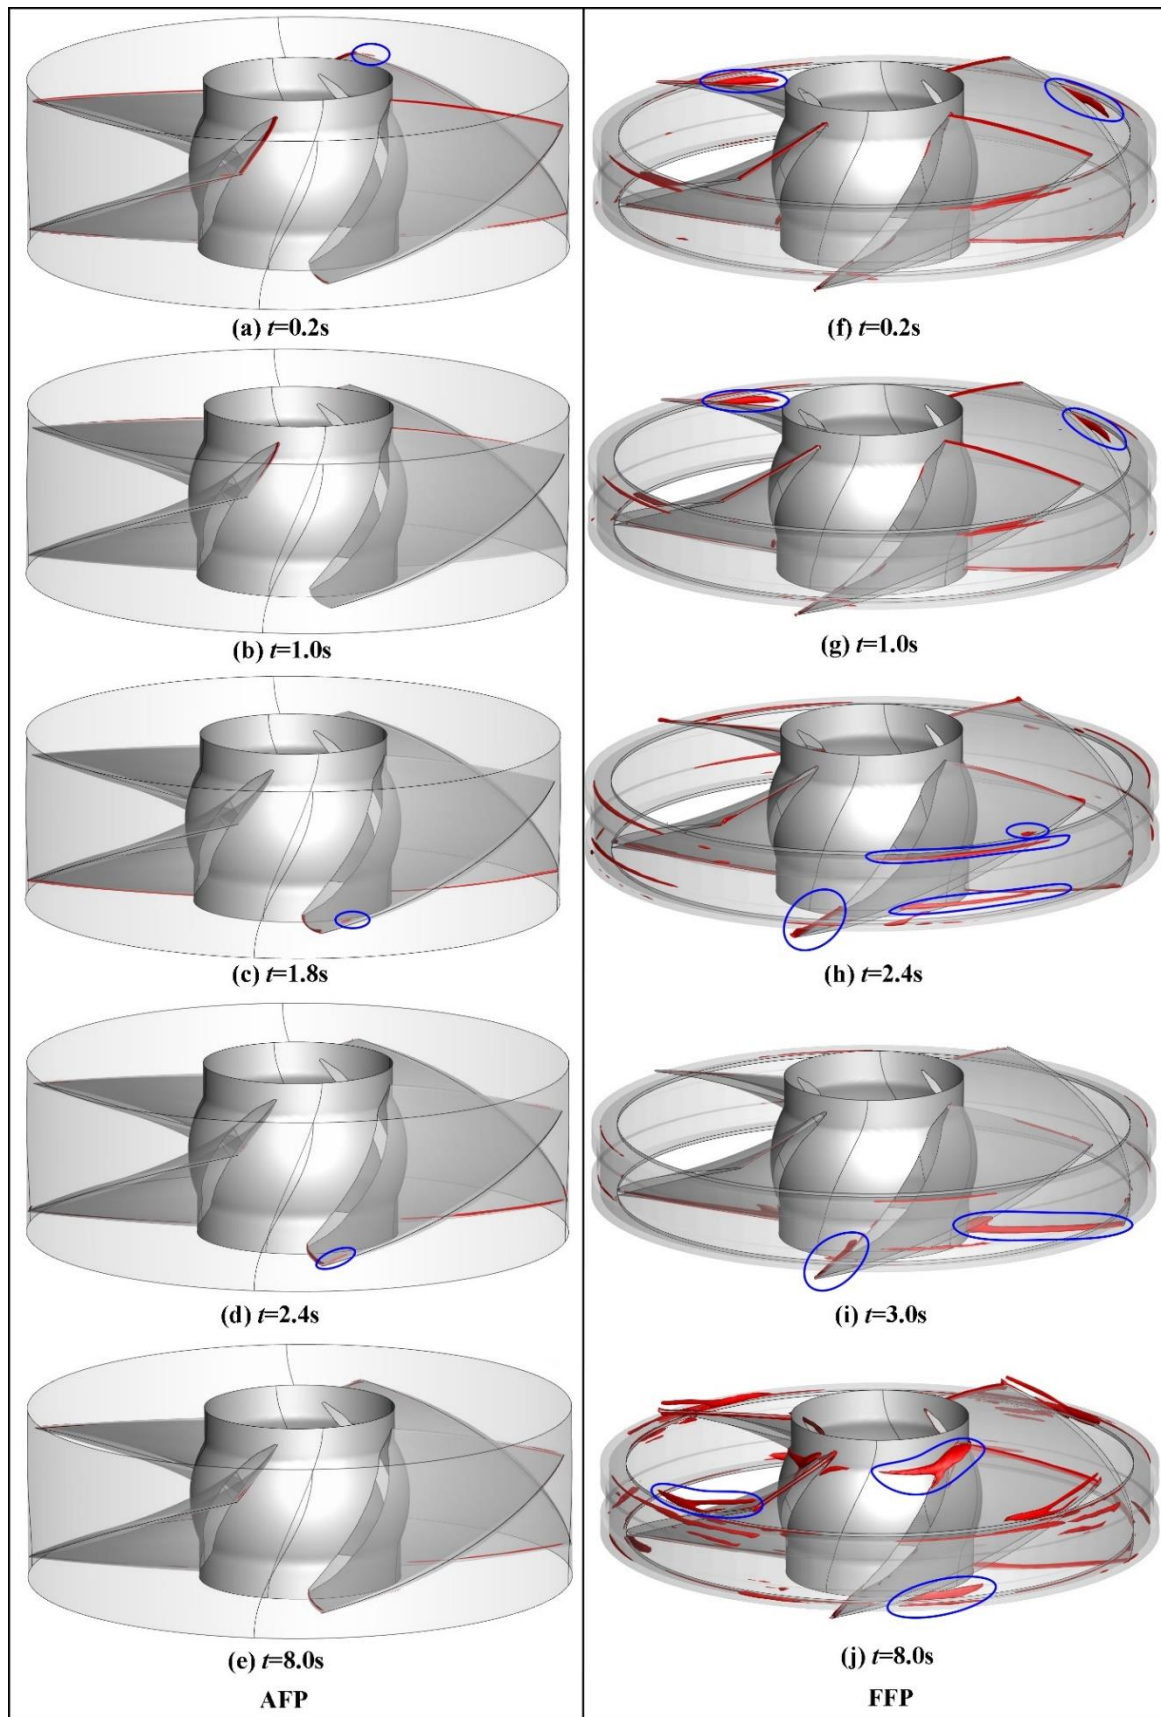 (a) t=0.2s
(b) t=1.0s
(c) t=1.8s
(d) t=2.4s
(e) t=8.0s
AFP
(f) t=0.2s
(g) t=1.0s
(h) t=2.4s
(i) t=3.0s
(j) t=8.0s
FFP